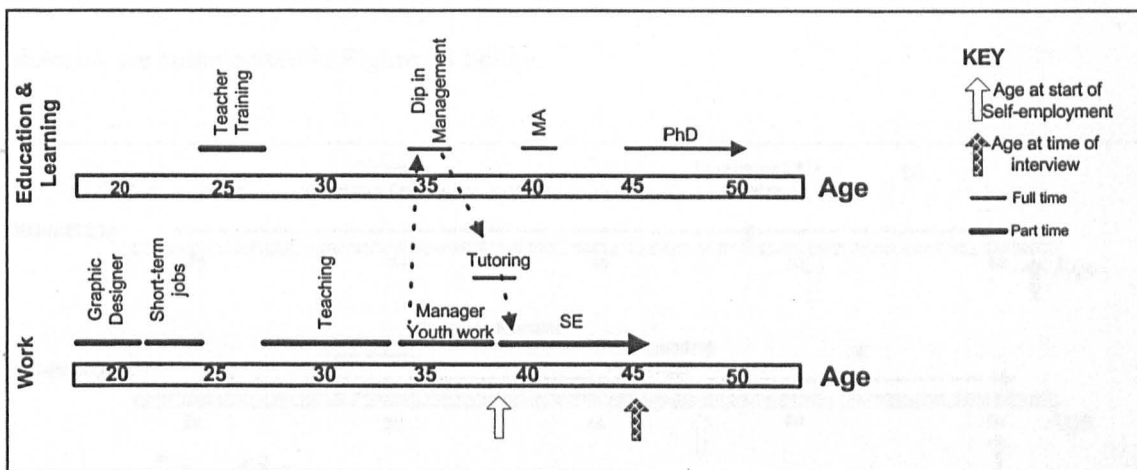 Education &
Learning
Teacher
Training
Dip in
Management
MA
PhD
20 25 30 35 40 45 50 Age
KEY
Age at start of
Self-employment
Age at time of
interview
Full time
Part time
Work
Graphic
Designer
Short-term
jobs
Teaching
Manager
Youth work
Tutoring
SE
20 25 30 35 40 45 50 Age